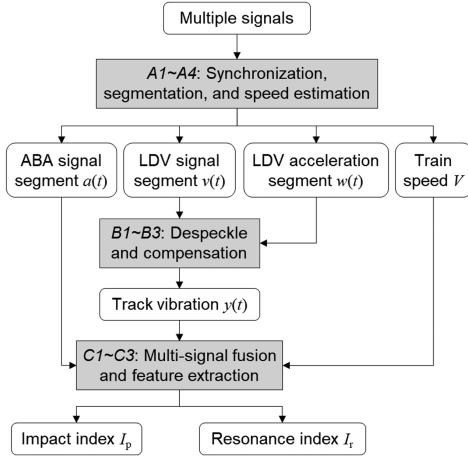 Multiple signals
A1~A4: Synchronization,
segmentation, and speed estimation
ABA signal
segment a(t)
LDV signal
segment v(t)
LDV acceleration
segment w(t)
Train
speed V
B1~B3: Despeckle
and compensation
Track vibration y(t)
C1~C3: Multi-signal fusion
and feature extraction
Impact index Iₚ
Resonance index Iᵣ